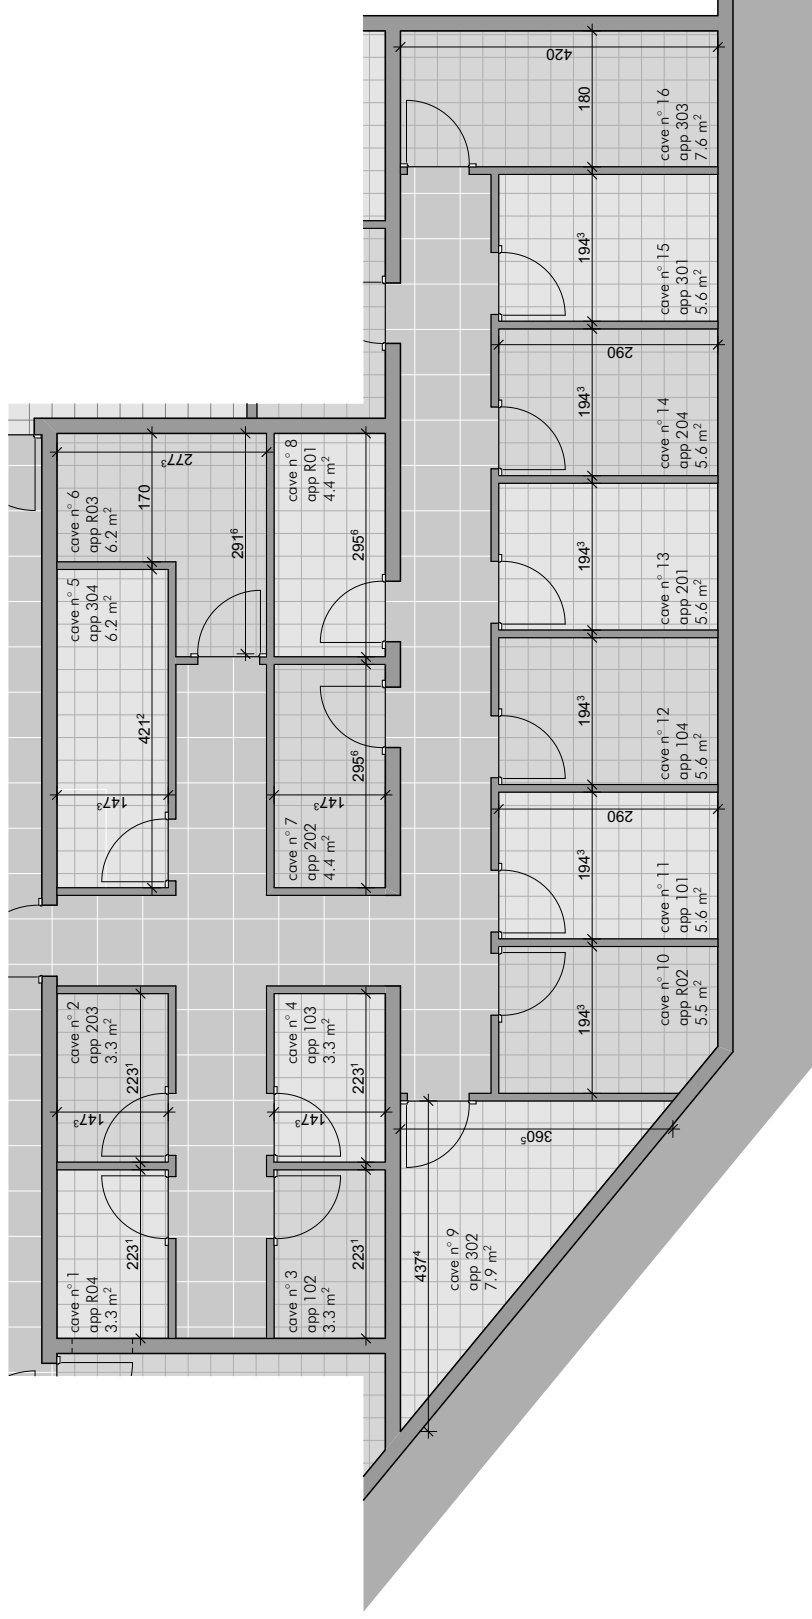 cave n° 1
app R04
3.3 m²
223¹
cave n° 2
app 203
3.3 m²
223¹
147³
cave n° 3
app 102
3.3 m²
223¹
cave n° 4
app 103
3.3 m²
223¹
147³
cave n° 5
app 304
6.2 m²
421²
147³
cave n° 6
app R03
6.2 m²
170
277³
291⁶
cave n° 7
app 202
4.4 m²
147³
295⁶
cave n° 8
app R01
4.4 m²
295⁶
cave n° 9
app 302
7.9 m²
437⁴
360⁵
cave n° 10
app R02
5.5 m²
194³
cave n° 11
app 101
5.6 m²
194³
290
cave n° 12
app 104
5.6 m²
194³
cave n° 13
app 201
5.6 m²
194³
cave n° 14
app 204
5.6 m²
194³
290
cave n° 15
app 301
5.6 m²
194³
cave n° 16
app 303
7.6 m²
180
420